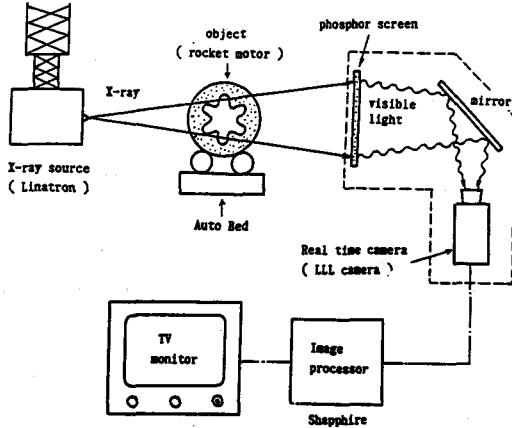 object
( rocket motor )
phosphor screen
X-ray
visible
light
mirror
X-ray source
( Linatron )
Auto Bed
Real time camera
( LLL camera )
TV
monitor
Image
processor
Shapphire